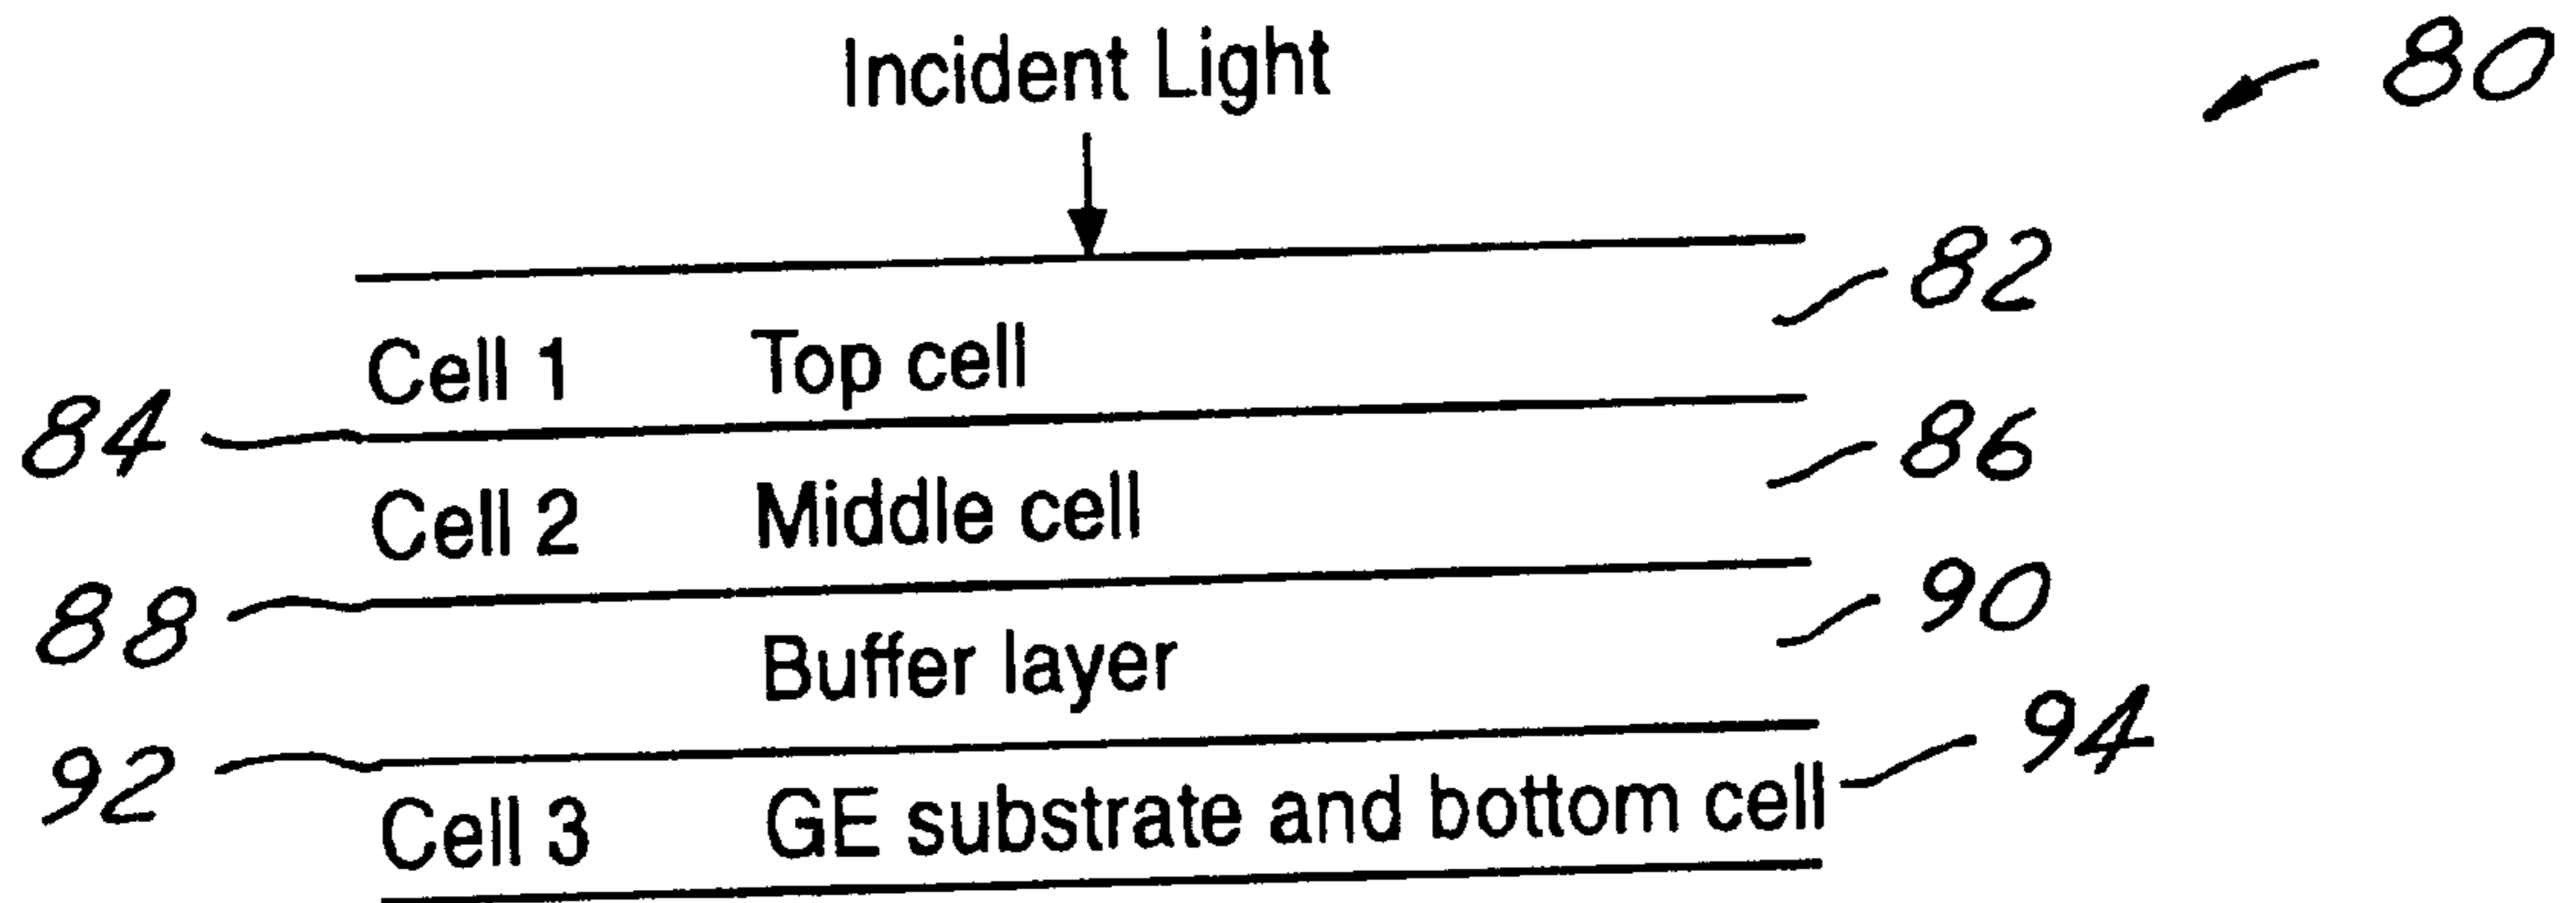 Incident Light
80
82
Cell 1 Top cell
84
86
Cell 2 Middle cell
88
90
Buffer layer
92
94
Cell 3 GE substrate and bottom cell